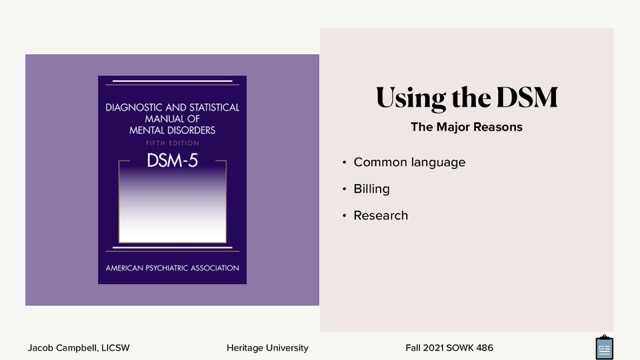 DIAGNOSTIC AND STATISTICAL
MANUAL OF
MENTAL DISORDERS
FIFTH EDITION
DSM-5
AMERICAN PSYCHIATRIC ASSOCIATION
Using the DSM
The Major Reasons
• Common language
• Billing
• Research
Jacob Campbell, LICSW
Heritage University
Fall 2021 SOWK 486